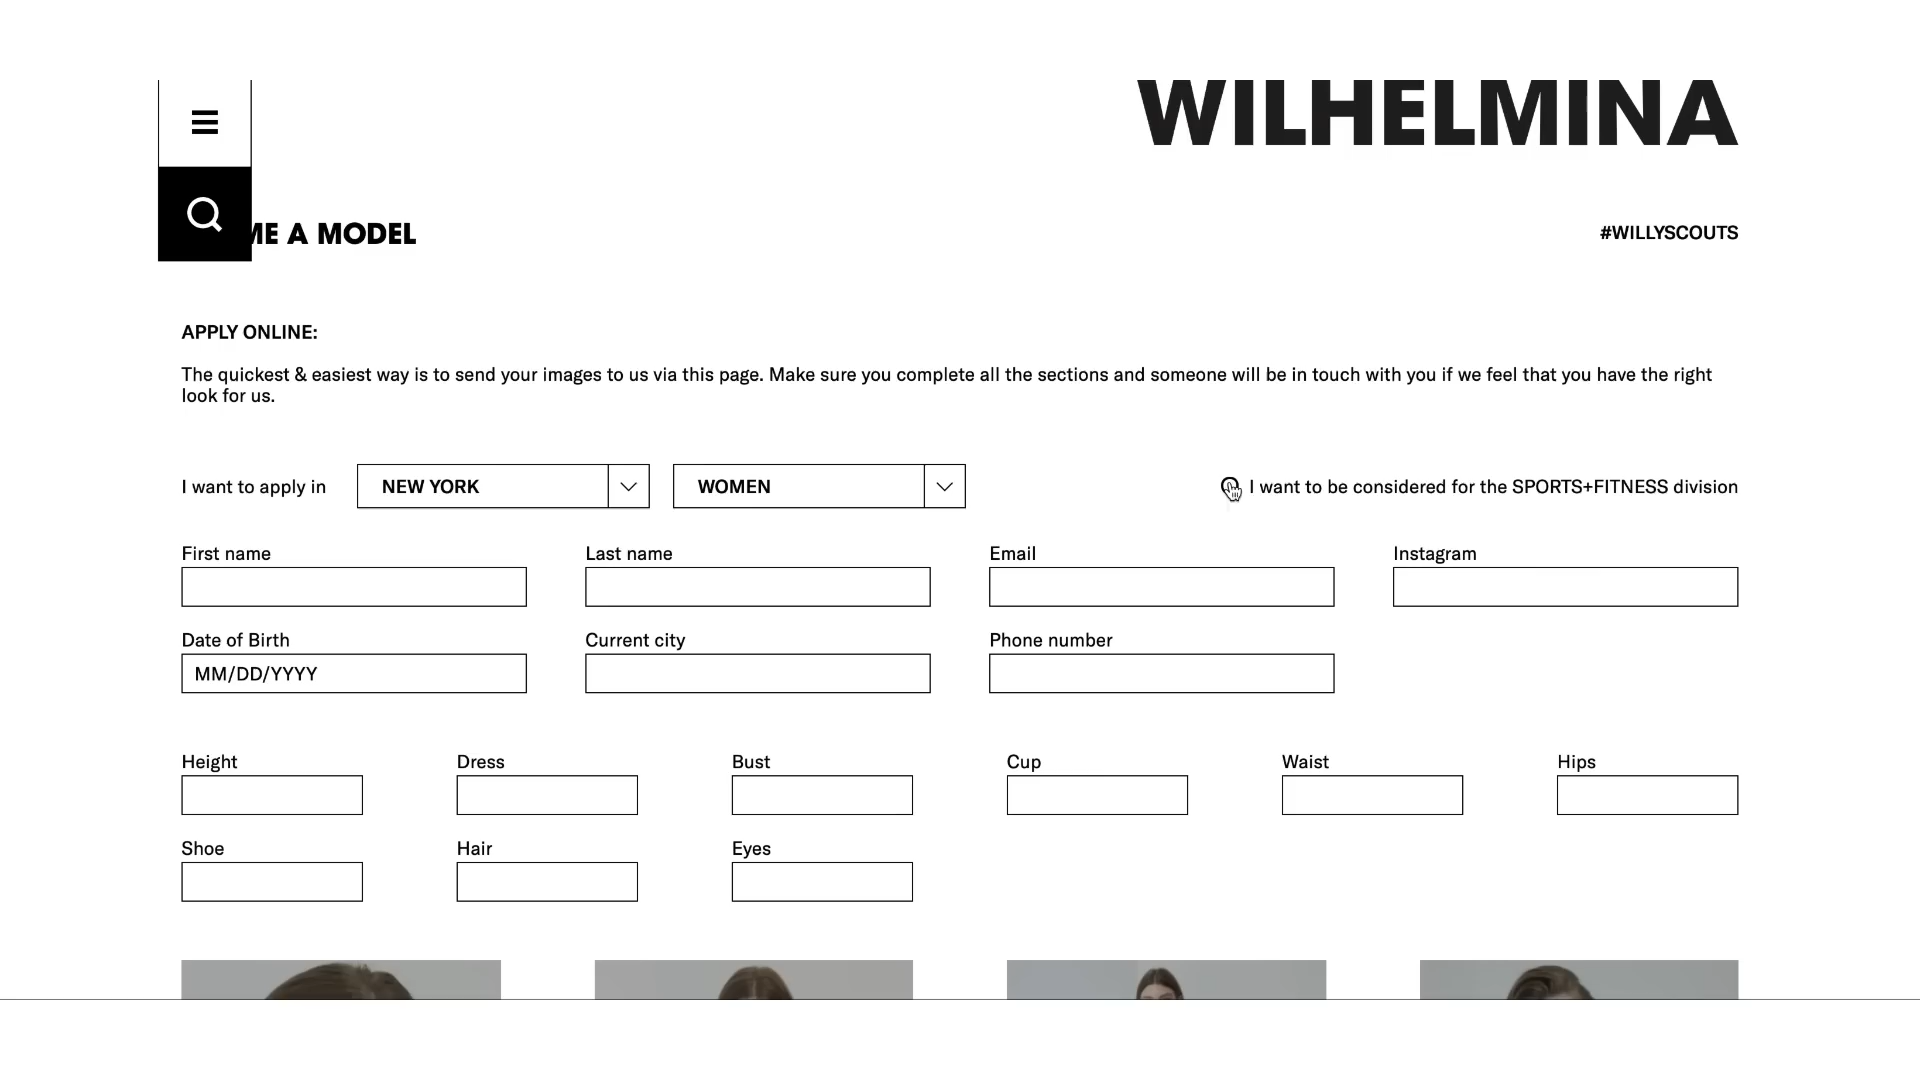 WILHELMINA
ME A MODEL
#WILLYSCOUTS
APPLY ONLINE:
The quickest & easiest way is to send your images to us via this page. Make sure you complete all the sections and someone will be in touch with you if we feel that you have the right
look for us.
I want to apply in
NEW YORK
WOMEN
I want to be considered for the SPORTS+FITNESS division
First name
Last name
Email
Instagram
Date of Birth
Current city
Phone number
MM/DD/YYYY
Height
Dress
Bust
Cup
Waist
Hips
Shoe
Hair
Eyes